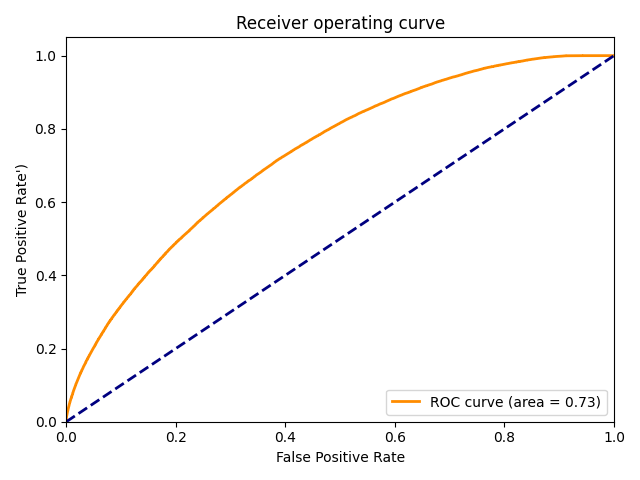 Receiver operating curve
True Positive Rate')
1.0
0.8
0.6
0.4
0.2
0.0
ROC curve (area = 0.73)
0.0 0.2 0.4 0.6 0.8 1.0
False Positive Rate